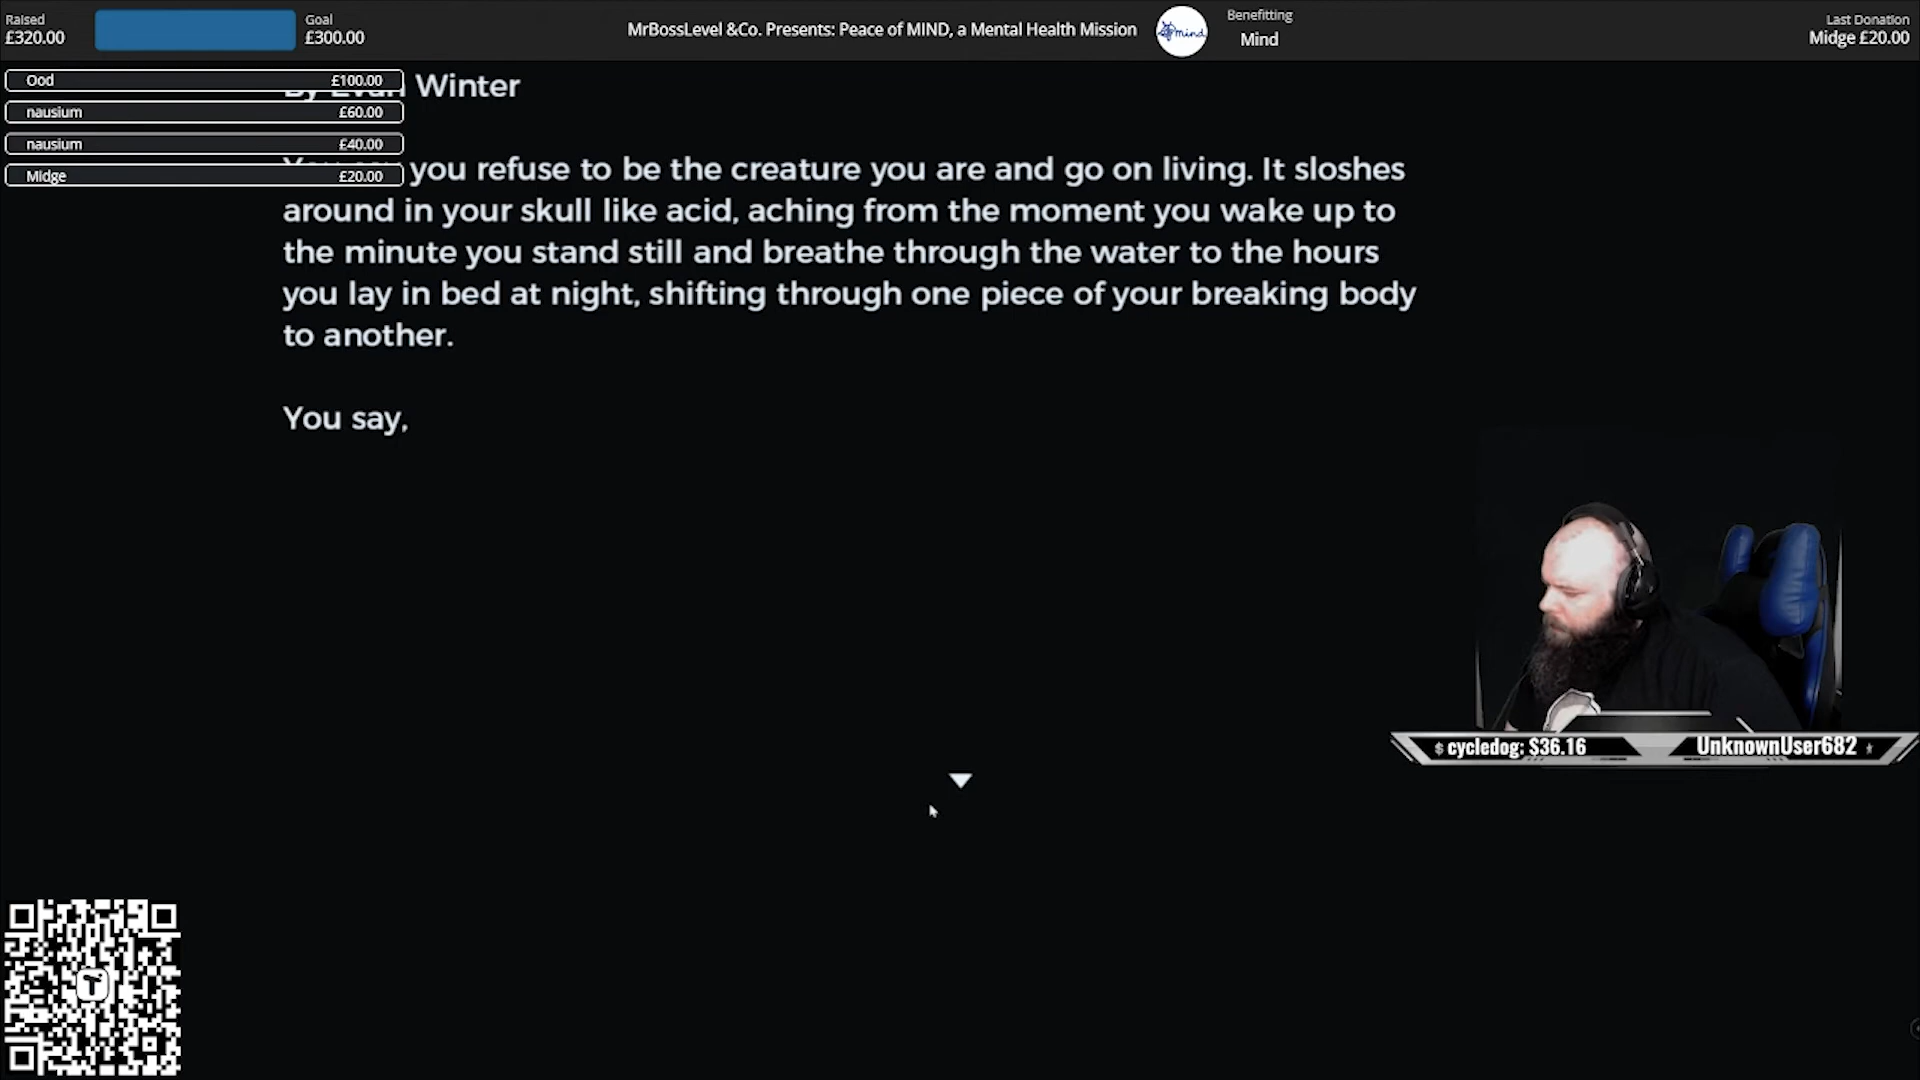 Raised
£320.00
Goal
£300.00
MrBossLevel &Co. Presents: Peace of MIND, a Mental Health Mission
mind
Benefitting
Mind
Last Donation
Midge £20.00
Ood £100.00
nausium £60.00
nausium £40.00
Midge £20.00
By Evan Winter
you refuse to be the creature you are and go on living. It sloshes
around in your skull like acid, aching from the moment you wake up to
the minute you stand still and breathe through the water to the hours
you lay in bed at night, shifting through one piece of your breaking body
to another.
You say,
$ cycledog: $36.16
UnknownUser682